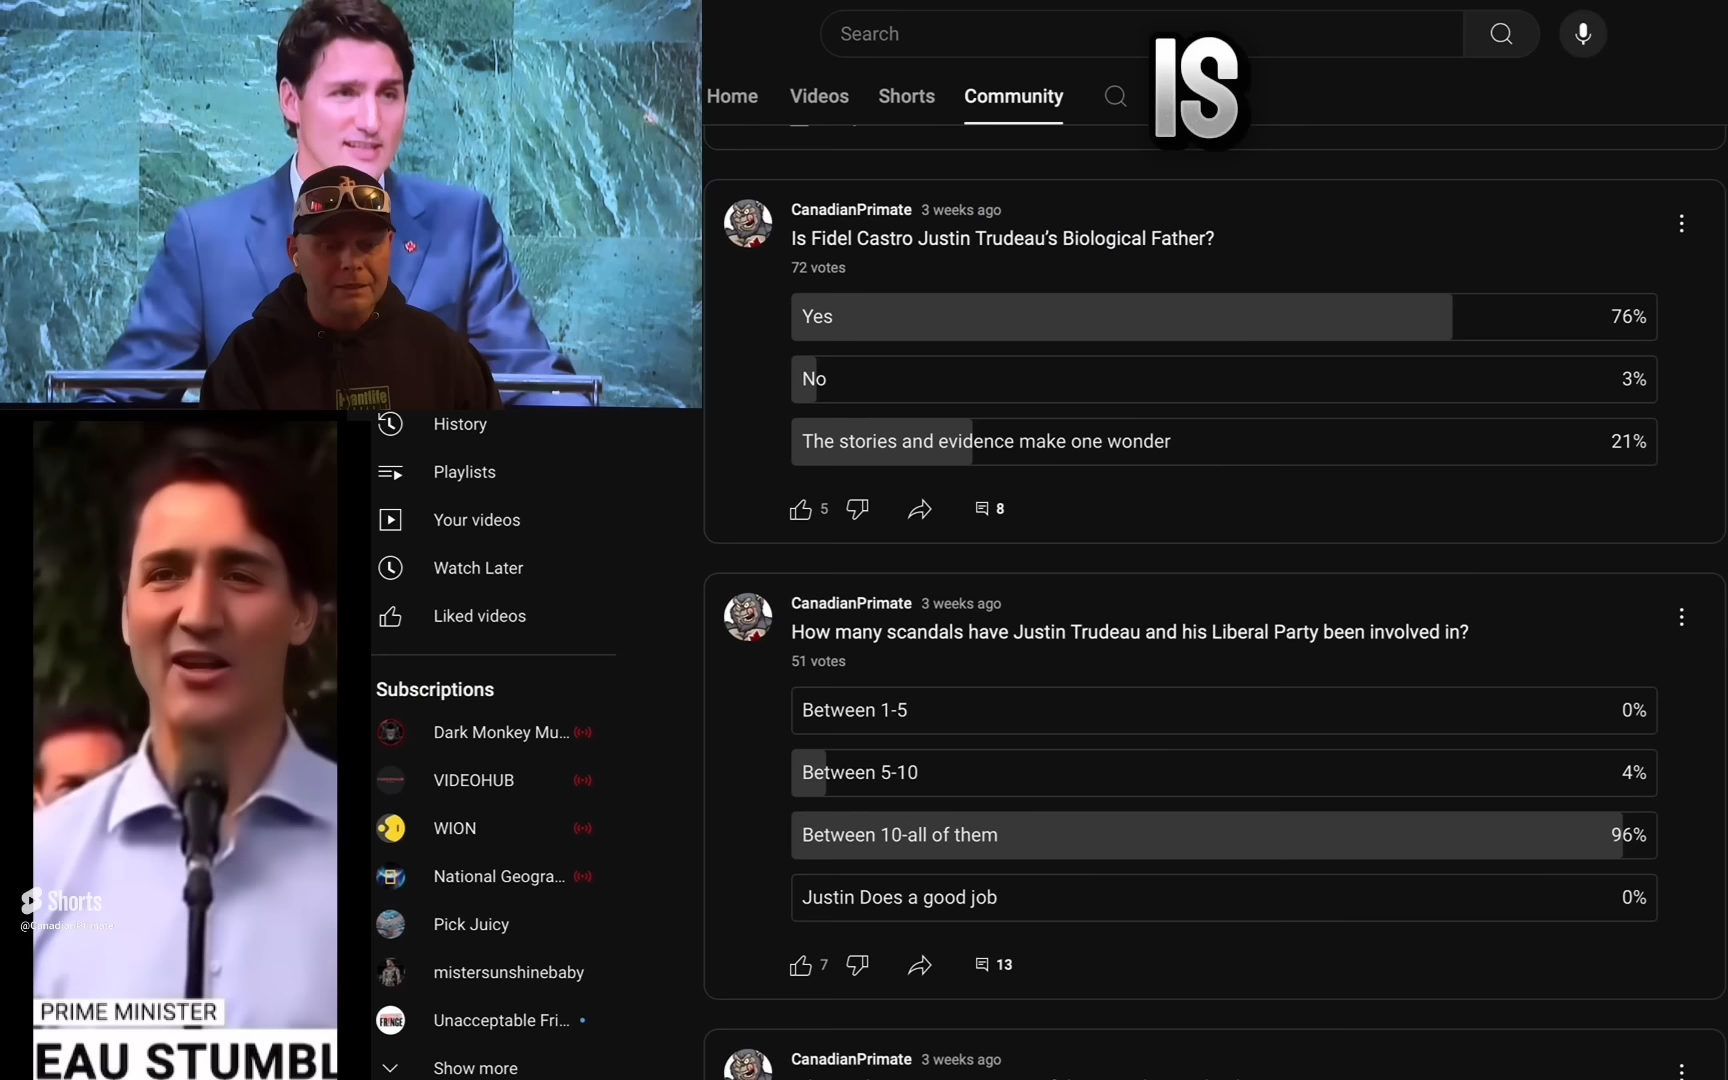 Search
IS
Home
Videos
Shorts
Community
CanadianPrimate 3 weeks ago
Is Fidel Castro Justin Trudeau’s Biological Father?
72 votes
Yes 76%
No 3%
The stories and evidence make one wonder 21%
5
8
CanadianPrimate 3 weeks ago
How many scandals have Justin Trudeau and his Liberal Party been involved in?
51 votes
Between 1-5 0%
Between 5-10 4%
Between 10-all of them 96%
Justin Does a good job 0%
7
13
CanadianPrimate 3 weeks ago
History
Playlists
Your videos
Watch Later
Liked videos
Subscriptions
Dark Monkey Mu...
VIDEOHUB
WION
National Geogra...
Pick Juicy
mistersunshinebaby
Unacceptable Fri...
Show more
Shorts
@CanadianPrimate
PRIME MINISTER
EAU STUMBL